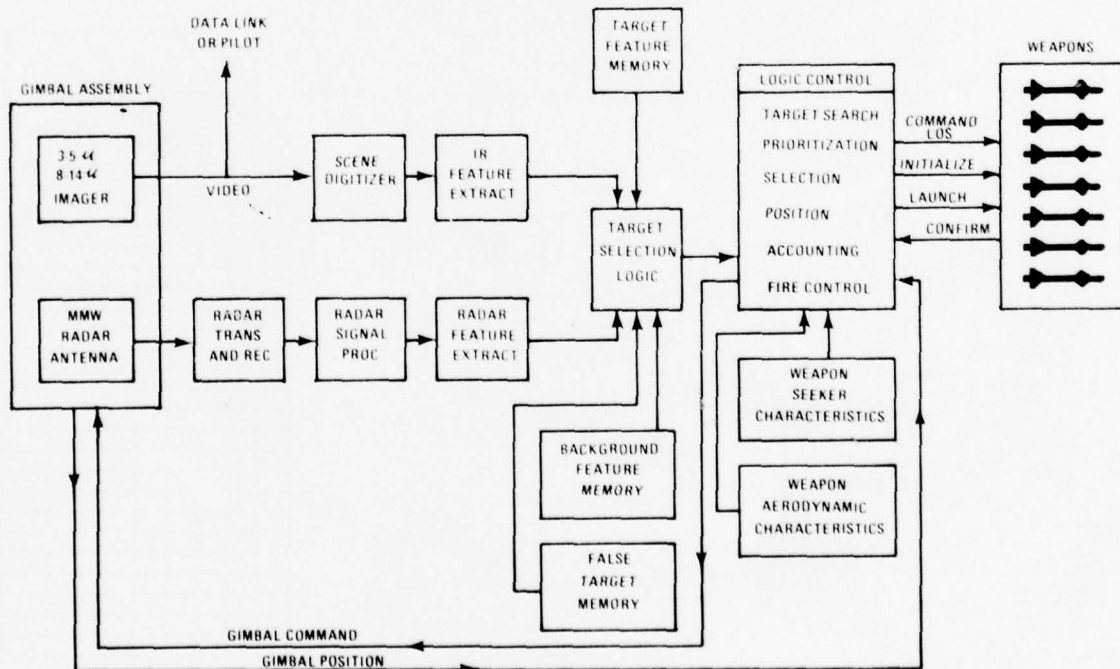 DATA LINK
OR PILOT
GIMBAL ASSEMBLY
3-5 µ
8-14 µ
IMAGER
VIDEO
SCENE
DIGITIZER
IR
FEATURE
EXTRACT
TARGET
FEATURE
MEMORY
TARGET
SELECTION
LOGIC
LOGIC CONTROL
TARGET SEARCH
PRIORITIZATION
SELECTION
POSITION
ACCOUNTING
FIRE CONTROL
WEAPONS
COMMAND
LOS
INITIALIZE
LAUNCH
CONFIRM
MMW
RADAR
ANTENNA
RADAR
TRANS
AND REC
RADAR
SIGNAL
PROC
RADAR
FEATURE
EXTRACT
BACKGROUND
FEATURE
MEMORY
FALSE
TARGET
MEMORY
WEAPON
SEEKER
CHARACTERISTICS
WEAPON
AERODYNAMIC
CHARACTERISTICS
GIMBAL COMMAND
GIMBAL POSITION